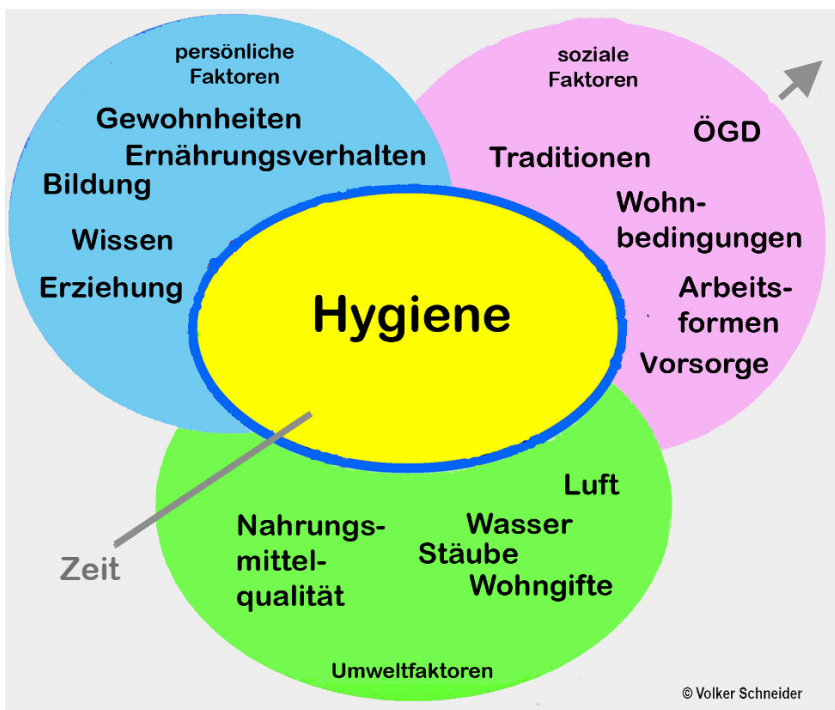 persönliche
Faktoren
Gewohnheiten
Ernährungsverhalten
Bildung
Wissen
Erziehung
soziale
Faktoren
ÖGD
Traditionen
Wohn-
bedingungen
Arbeits-
formen
Vorsorge
Hygiene
Zeit
Luft
Wasser
Stäube
Wohngifte
Nahrungs-
mittel-
qualität
Umweltfaktoren
© Volker Schneider